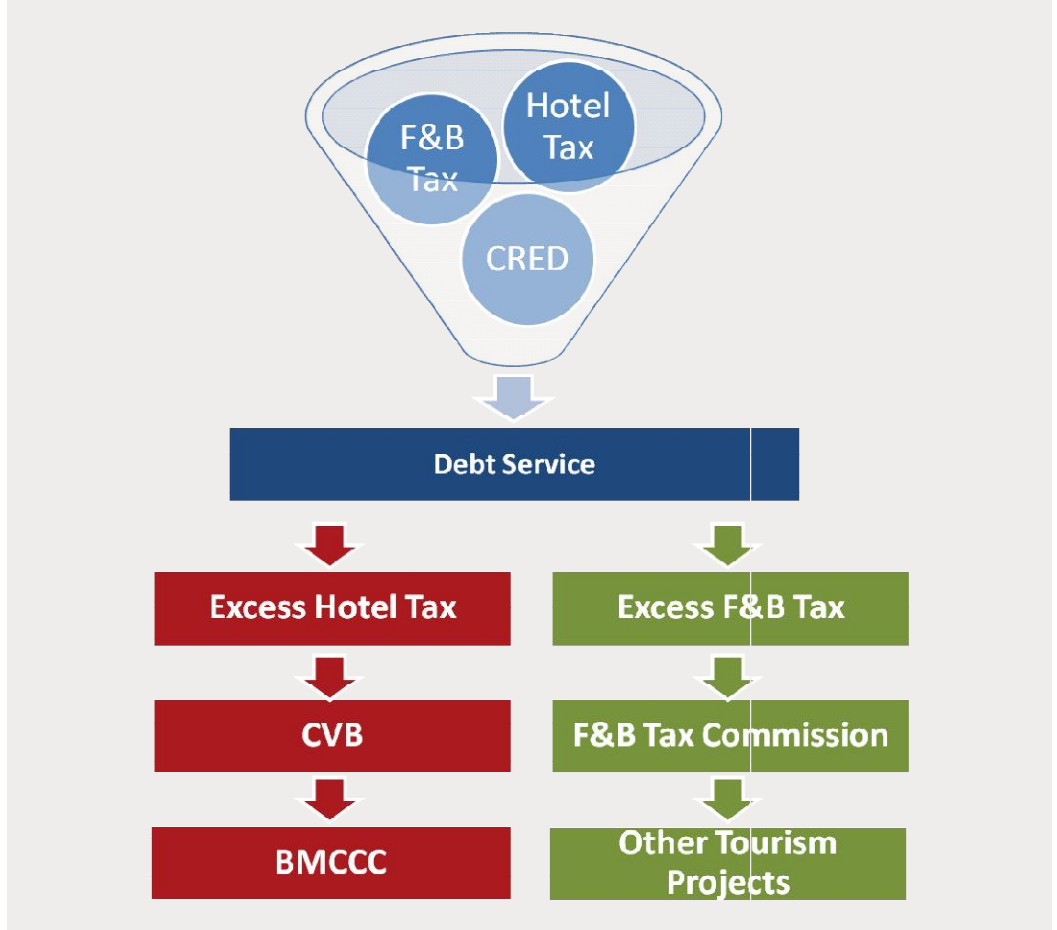 Hotel
Tax
F&B
Tax
CRED
Debt Service
Excess Hotel Tax
Excess F&B Tax
CVB
F&B Tax Commission
BMCCC
Other Tourism
Projects